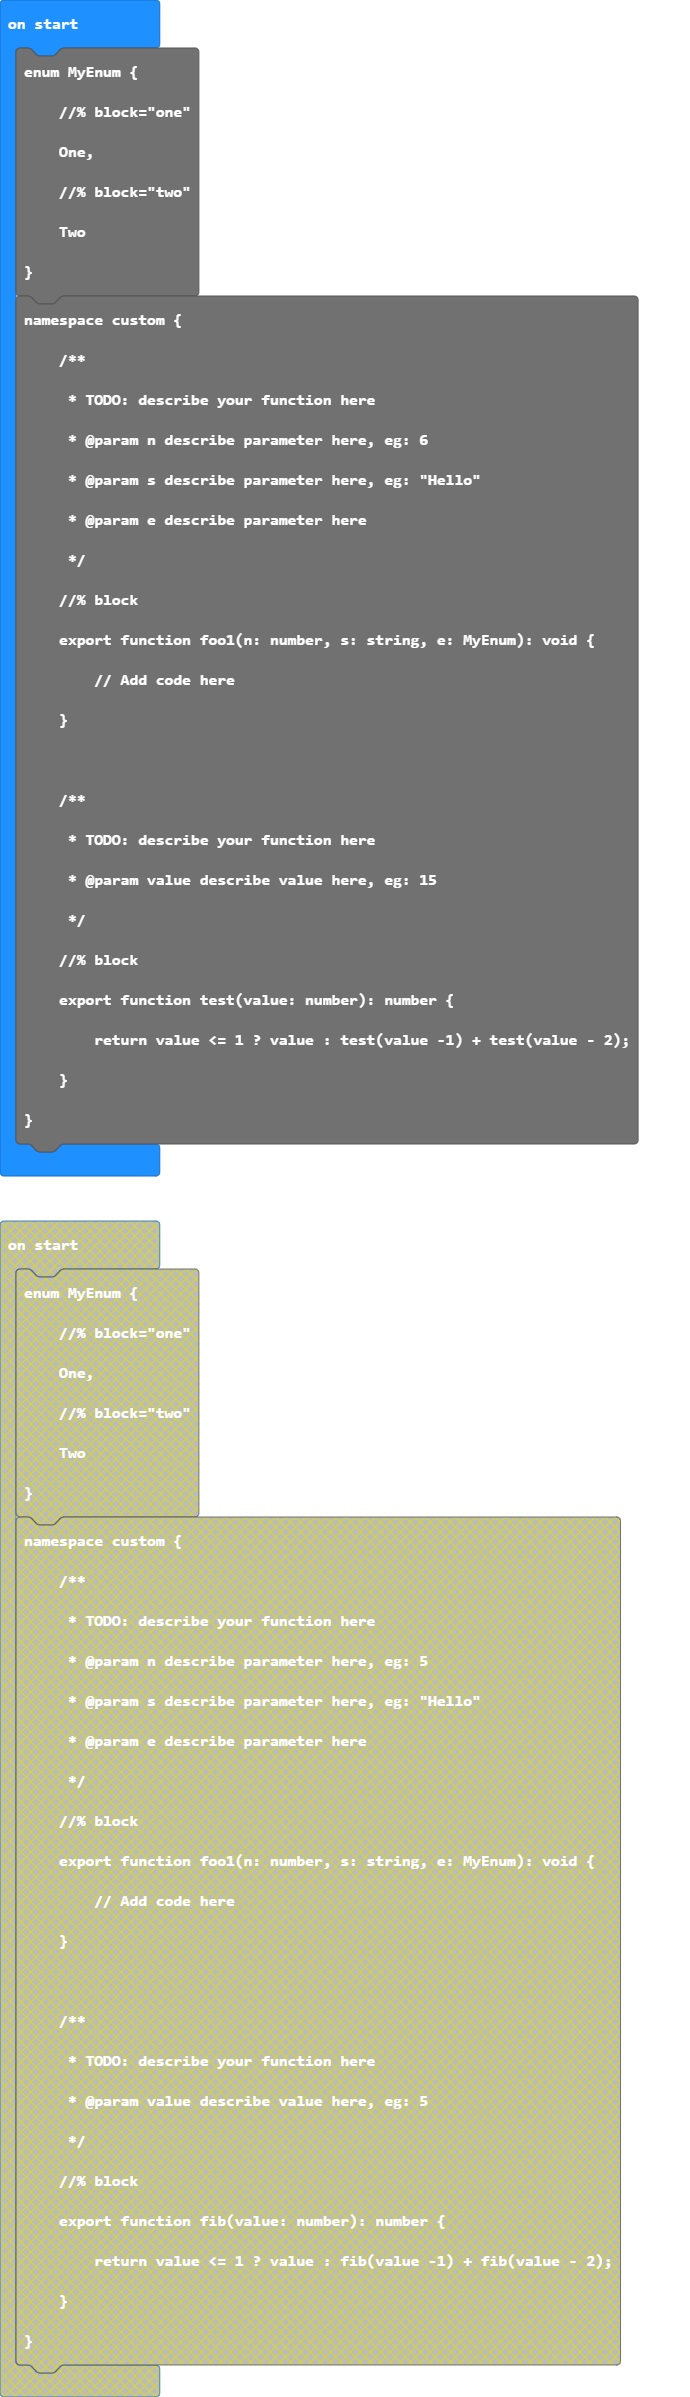 on start
enum MyEnum {
    //% block="one"
    One,
    //% block="two"
    Two
}
namespace custom {
    /**
     * TODO: describe your function here
     * @param n describe parameter here, eg: 6
     * @param s describe parameter here, eg: "Hello"
     * @param e describe parameter here
     */
    //% block
    export function fool(n: number, s: string, e: MyEnum): void {
        // Add code here
    }
    /**
     * TODO: describe your function here
     * @param value describe value here, eg: 15
     */
    //% block
    export function test(value: number): number {
        return value <= 1 ? value : test(value -1) + test(value - 2);
    }
}
on start
enum MyEnum {
    //% block="one"
    One,
    //% block="two"
    Two
}
namespace custom {
    /**
     * TODO: describe your function here
     * @param n describe parameter here, eg: 5
     * @param s describe parameter here, eg: "Hello"
     * @param e describe parameter here
     */
    //% block
    export function fool(n: number, s: string, e: MyEnum): void {
        // Add code here
    }
    /**
     * TODO: describe your function here
     * @param value describe value here, eg: 5
     */
    //% block
    export function fib(value: number): number {
        return value <= 1 ? value : fib(value -1) + fib(value - 2);
    }
}